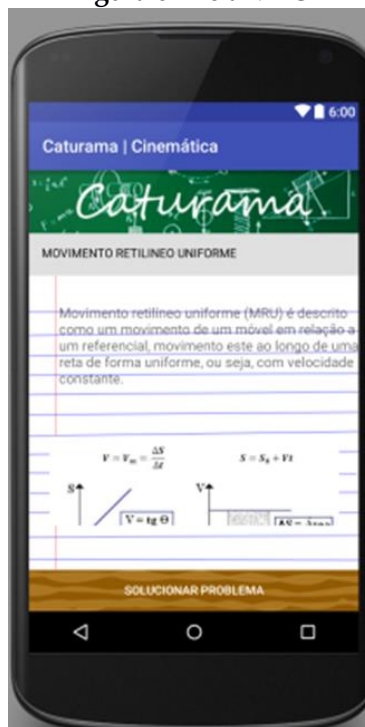 6:00
Caturama | Cinemática
Caturama
MOVIMENTO RETILINEO UNIFORME
Movimento retilíneo uniforme (MRU) é descrito
como um movimento de um móvel em relação a
um referencial, movimento este ao longo de uma
reta de forma uniforme, ou seja, com velocidade
constante.
V = Vₘ = ΔS/Δt S = S₀ + Vt
S V
V = tg Θ
SOLUCIONAR PROBLEMA